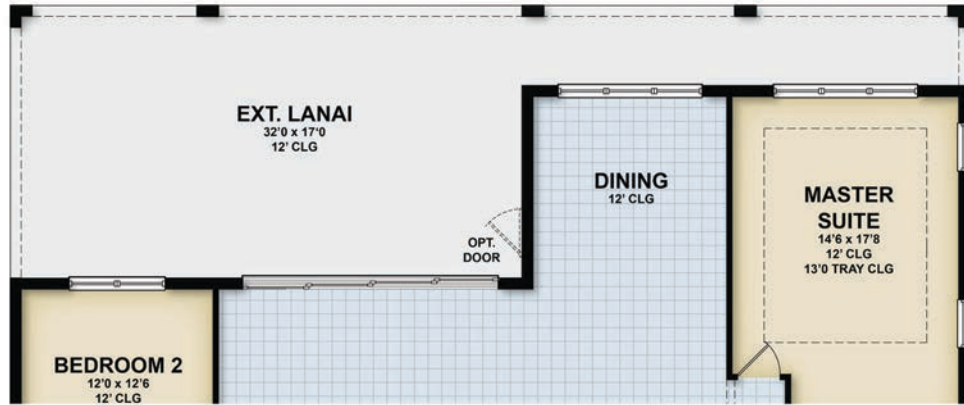 EXT. LANAI
32'0 x 17'0
12' CLG
OPT.
DOOR
DINING
12' CLG
MASTER
SUITE
14'6 x 17'8
12' CLG
13'0 TRAY CLG
BEDROOM 2
12'0 x 12'6
12' CLG